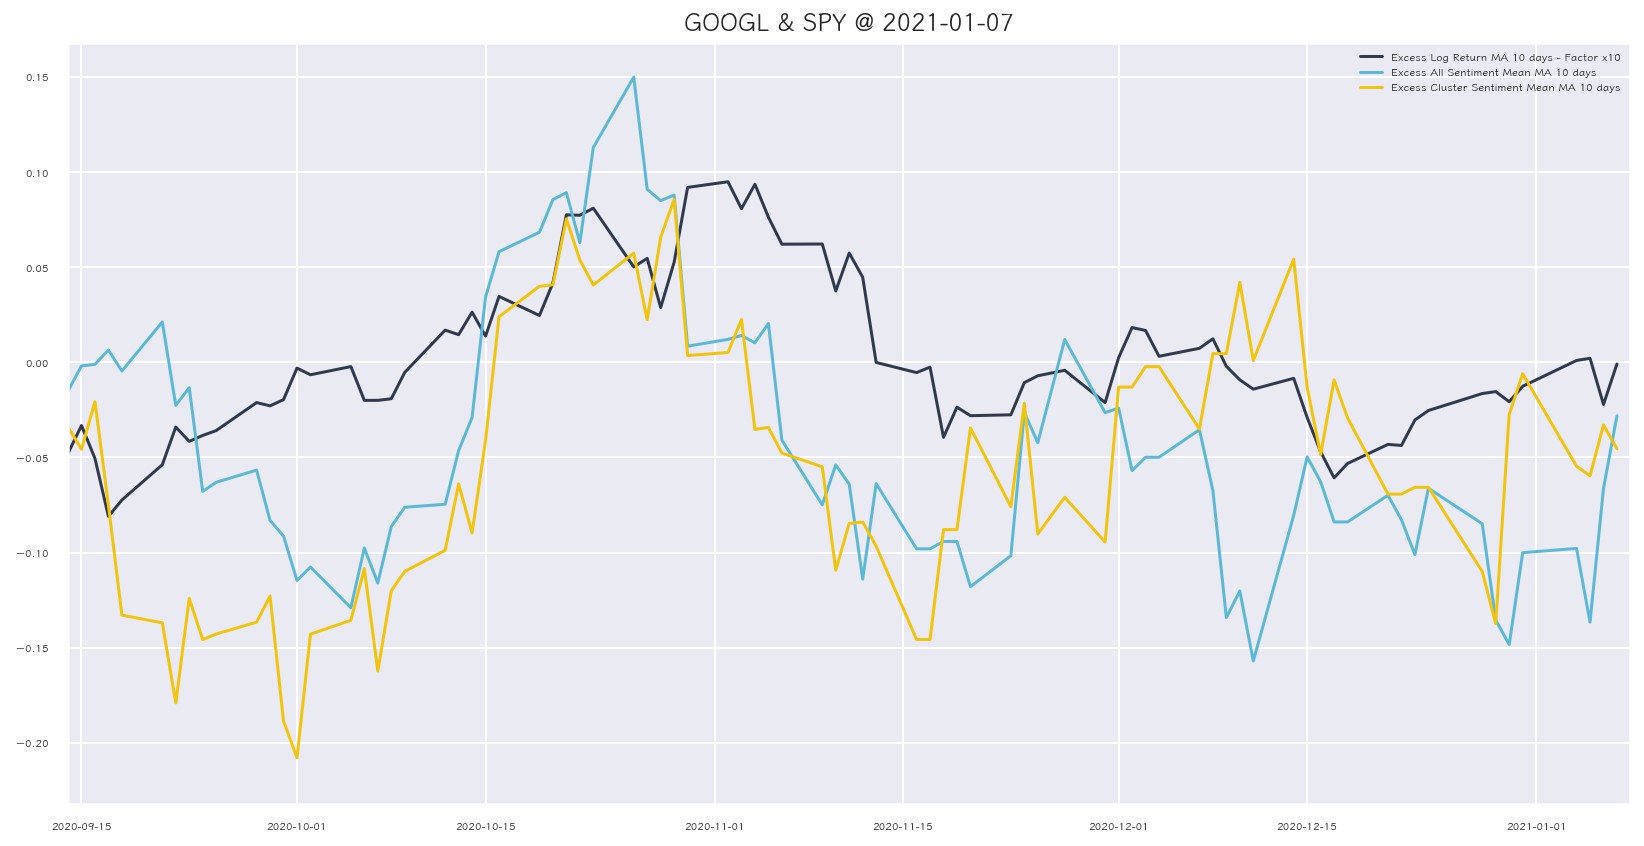 GOOGL & SPY @ 2021-01-07
Excess Log Return MA 10 days - Factor x10
Excess All Sentiment Mean MA 10 days
Excess Cluster Sentiment Mean MA 10 days
0.15
0.10
0.05
0.00
−0.05
−0.10
−0.15
−0.20
2020-09-15 2020-10-01 2020-10-15 2020-11-01 2020-11-15 2020-12-01 2020-12-15 2021-01-01